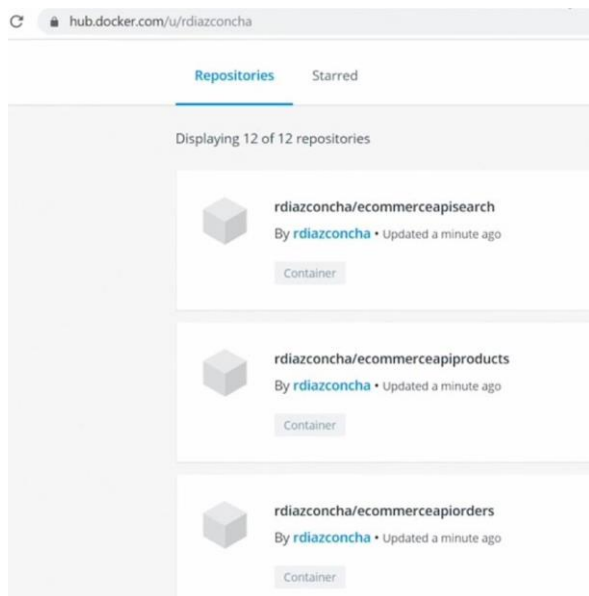 hub.docker.com/u/rdiazconcha
Repositories Starred
Displaying 12 of 12 repositories
rdiazconcha/ecommerceapisearch
By rdiazconcha • Updated a minute ago
Container
rdiazconcha/ecommerceapiproducts
By rdiazconcha • Updated a minute ago
Container
rdiazconcha/ecommerceapiorders
By rdiazconcha • Updated a minute ago
Container